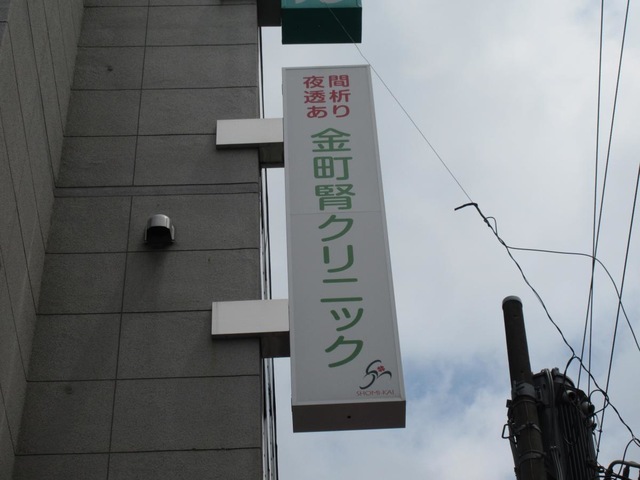 夜間
透析
あり
金町腎クリニック